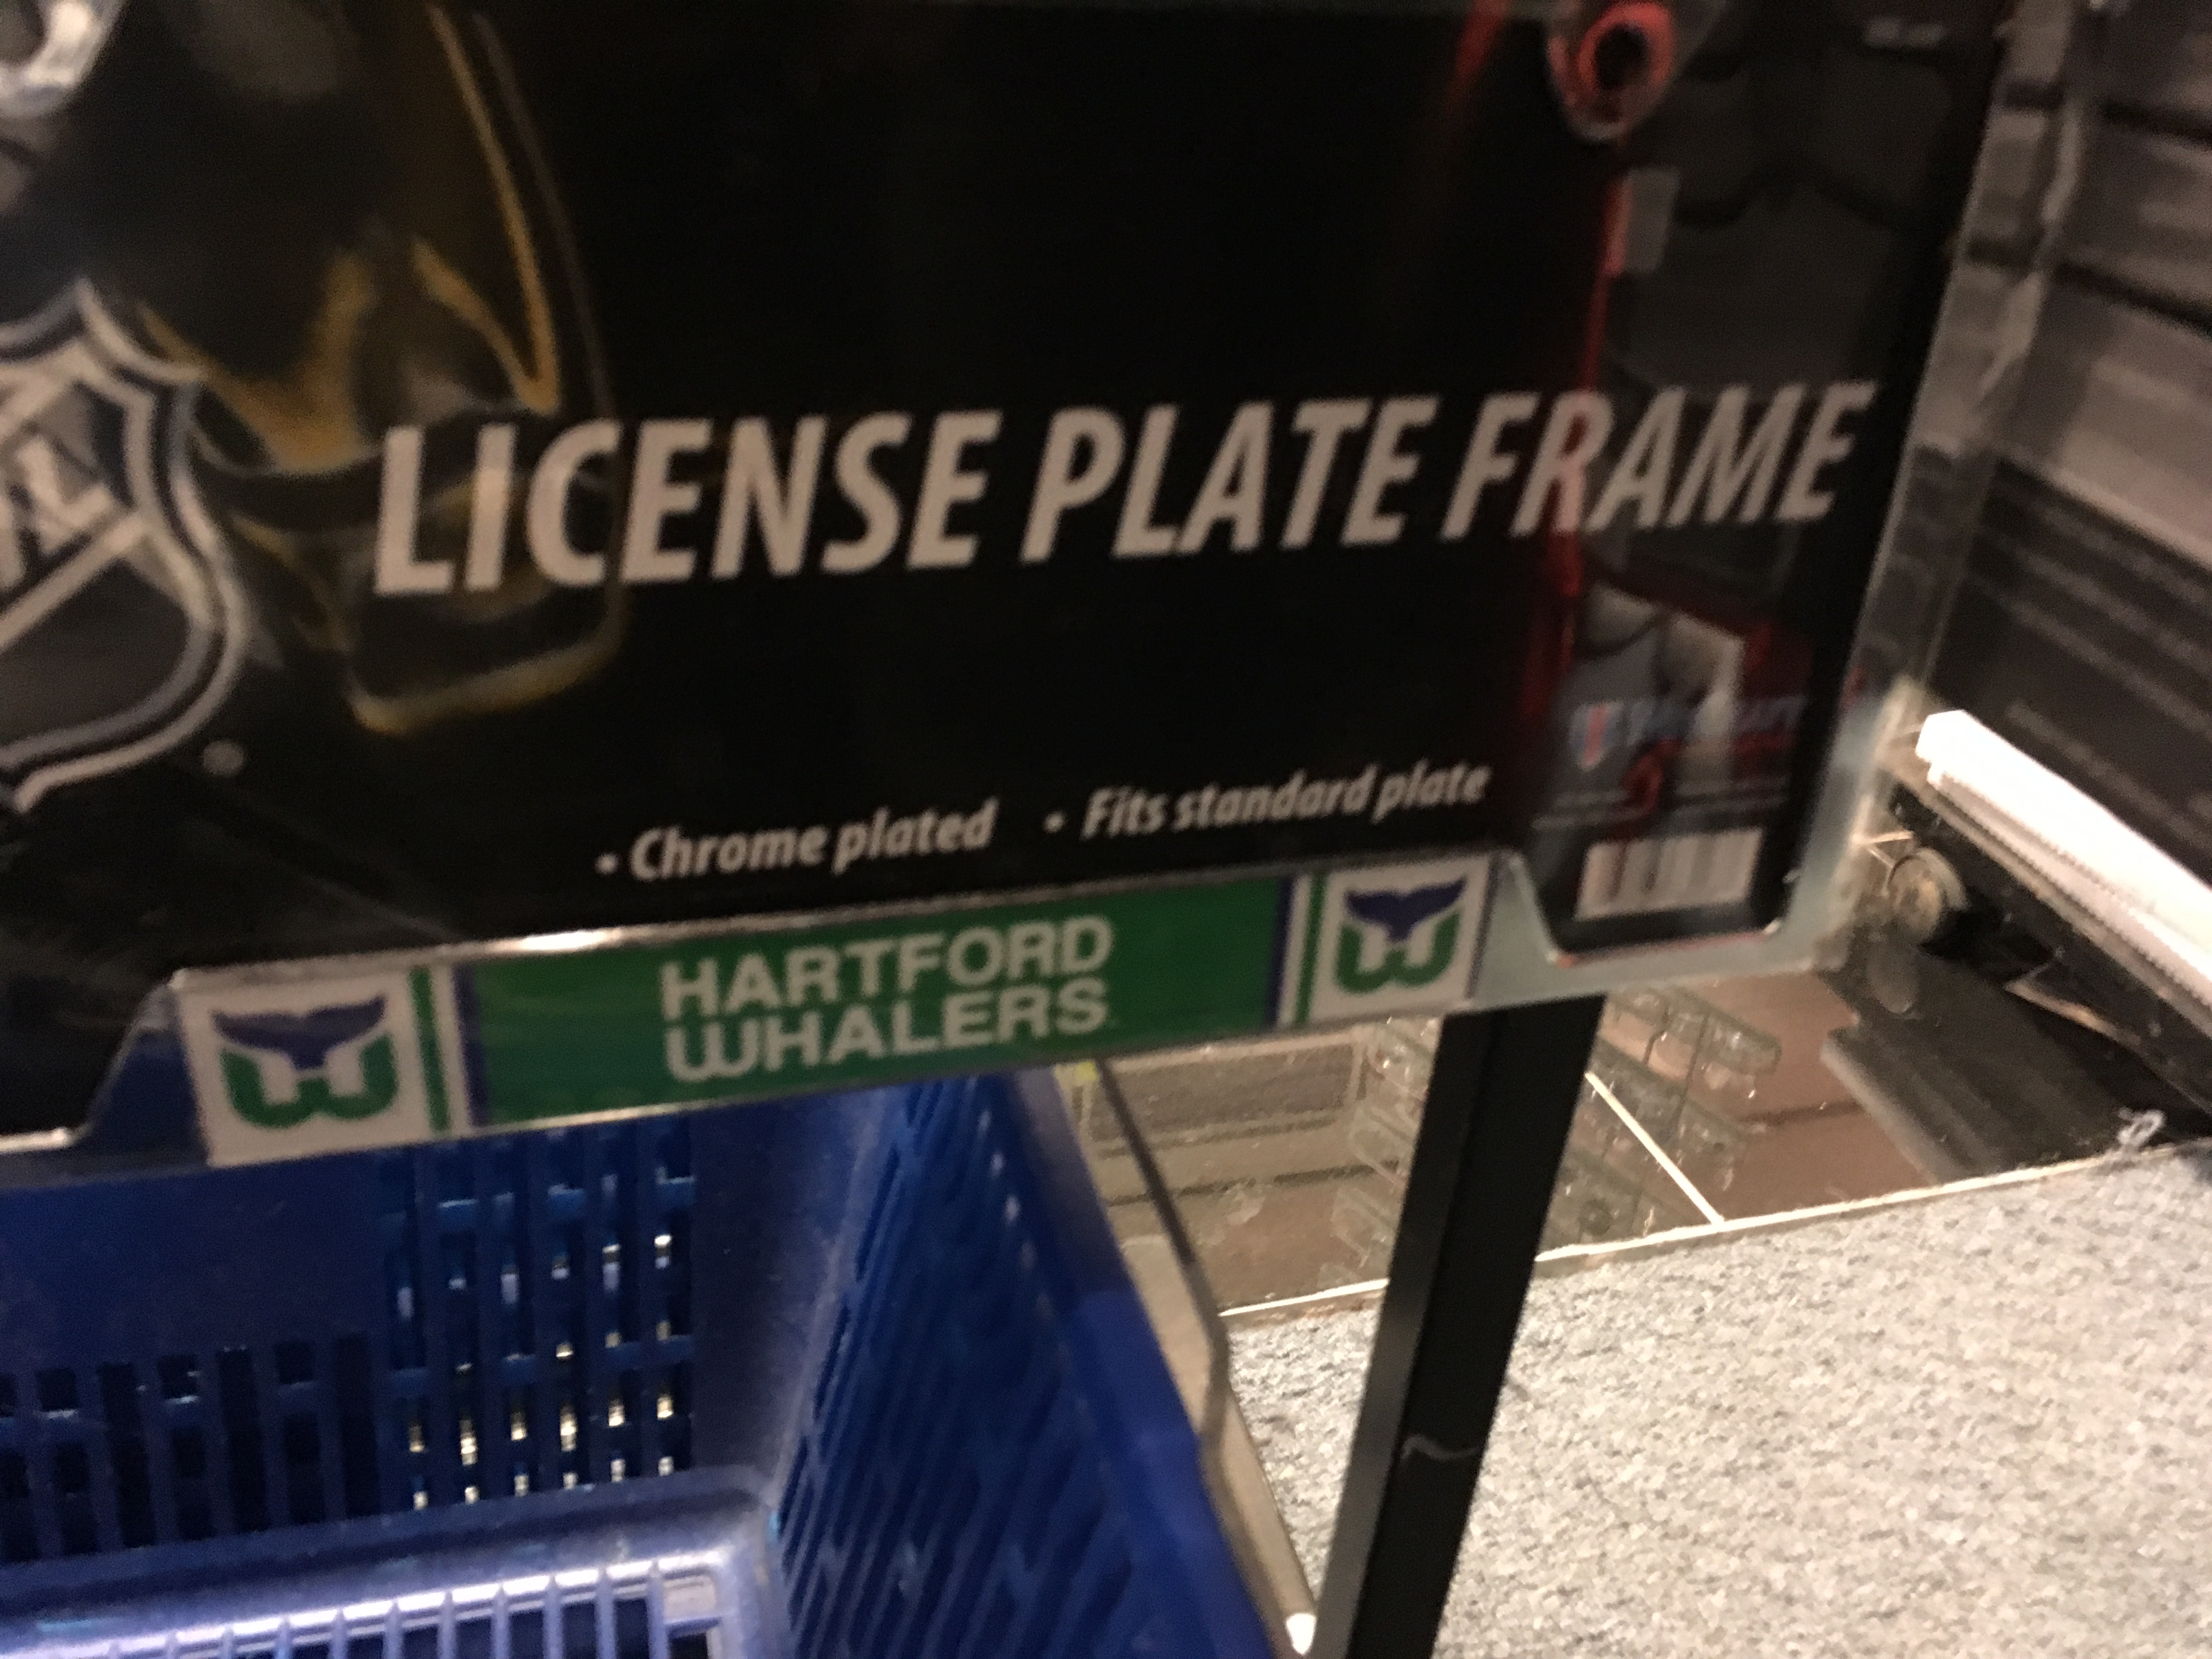 LICENSE PLATE FRAME
• Chrome plated • Fits standard plate
HARTFORD
WHALERS